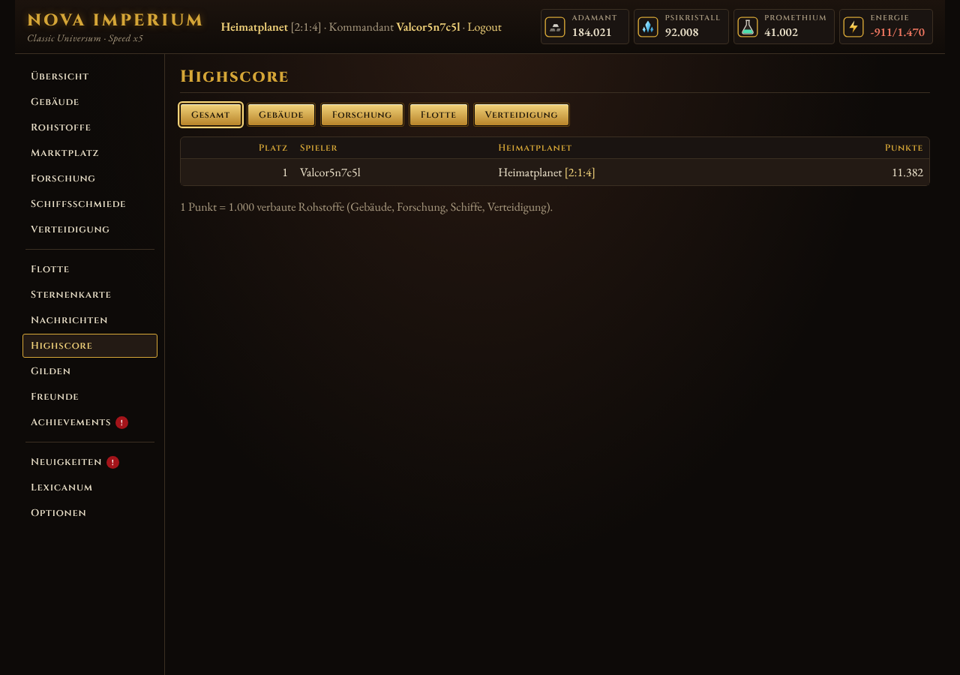 NOVA IMPERIUM
Classic Universum · Speed x5
Heimatplanet [2:1:4] · Kommandant Valcor5n7c5l · Logout
ADAMANT
184.021
PSIKRISTALL
92.008
PROMETHIUM
41.002
ENERGIE
-911/1.470
Übersicht
Gebäude
Rohstoffe
Marktplatz
Forschung
Schiffsschmiede
Verteidigung
Flotte
Sternenkarte
Nachrichten
Highscore
Gilden
Freunde
Achievements !
Neuigkeiten !
Lexicanum
Optionen
Highscore
Gesamt Gebäude Forschung Flotte Verteidigung
Platz Spieler Heimatplanet Punkte
1 Valcor5n7c5l Heimatplanet [2:1:4] 11.382
1 Punkt = 1.000 verbaute Rohstoffe (Gebäude, Forschung, Schiffe, Verteidigung).